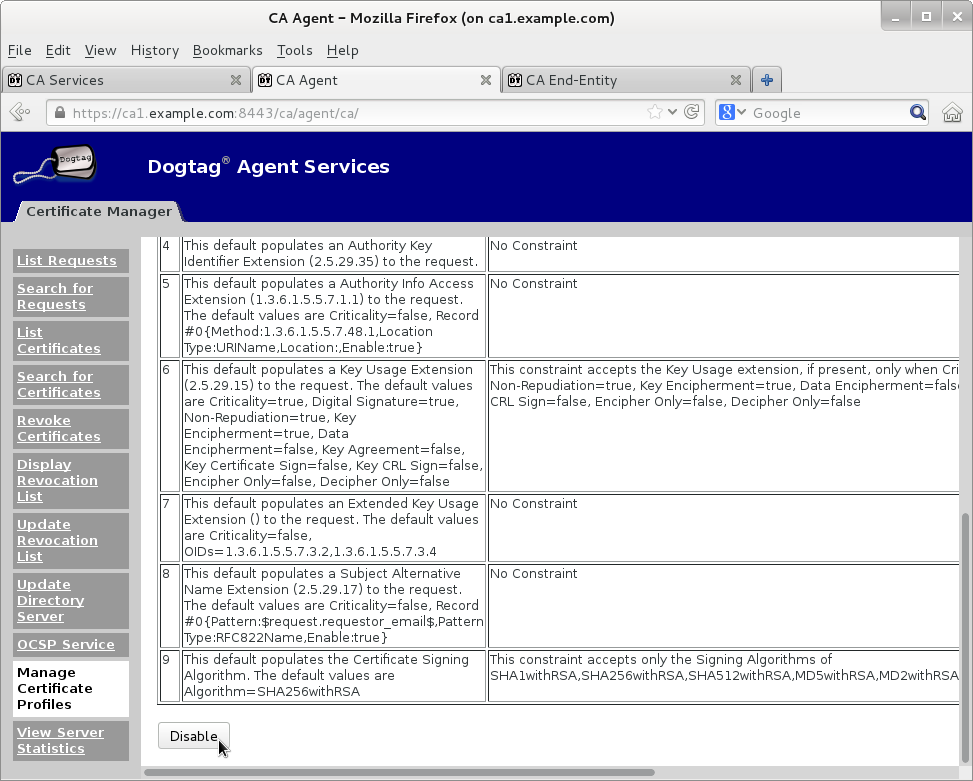 CA Agent – Mozilla Firefox (on ca1.example.com)
File Edit View History Bookmarks Tools Help
CA Services CA Agent CA End-Entity
https://ca1.example.com:8443/ca/agent/ca/ Google
Dogtag
Dogtag® Agent Services
Certificate Manager
List Requests
Search for
Requests
List
Certificates
Search for
Certificates
Revoke
Certificates
Display
Revocation
List
Update
Revocation
List
Update
Directory
Server
OCSP Service
Manage
Certificate
Profiles
View Server
Statistics
4 This default populates an Authority Key No Constraint
Identifier Extension (2.5.29.35) to the request.
5 This default populates a Authority Info Access No Constraint
Extension (1.3.6.1.5.5.7.1.1) to the request.
The default values are Criticality=false, Record
#0{Method:1.3.6.1.5.5.7.48.1,Location
Type:URIName,Location:,Enable:true}
6 This default populates a Key Usage Extension This constraint accepts the Key Usage extension, if present, only when Cri
(2.5.29.15) to the request. The default values Non-Repudiation=true, Key Encipherment=true, Data Encipherment=fals
are Criticality=true, Digital Signature=true, CRL Sign=false, Encipher Only=false, Decipher Only=false
Non-Repudiation=true, Key
Encipherment=true, Data
Encipherment=false, Key Agreement=false,
Key Certificate Sign=false, Key CRL Sign=false,
Encipher Only=false, Decipher Only=false
7 This default populates an Extended Key Usage No Constraint
Extension () to the request. The default values
are Criticality=false,
OIDs=1.3.6.1.5.5.7.3.2,1.3.6.1.5.5.7.3.4
8 This default populates a Subject Alternative No Constraint
Name Extension (2.5.29.17) to the request.
The default values are Criticality=false, Record
#0{Pattern:$request.requestor_email$,Pattern
Type:RFC822Name,Enable:true}
9 This default populates the Certificate Signing This constraint accepts only the Signing Algorithms of
Algorithm. The default values are SHA1withRSA,SHA256withRSA,SHA512withRSA,MD5withRSA,MD2withRSA
Algorithm=SHA256withRSA
Disable